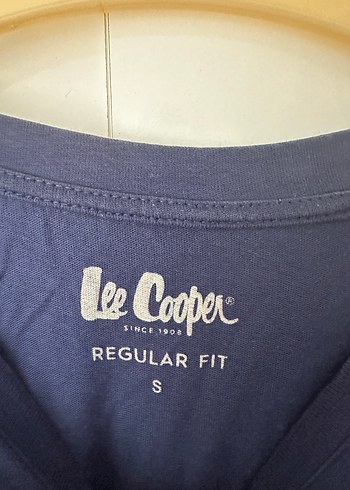 Lee Cooper®
SINCE 1908
REGULAR FIT
S